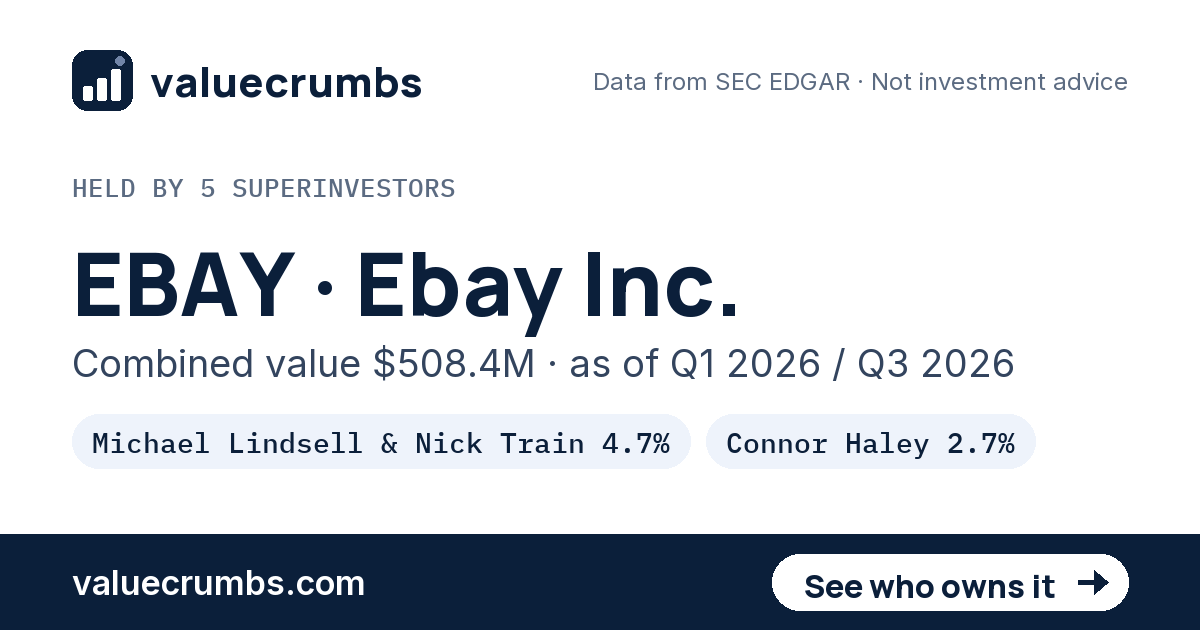 valuecrumbs
Data from SEC EDGAR · Not investment advice
HELD BY 5 SUPERINVESTORS
EBAY · Ebay Inc.
Combined value $508.4M · as of Q1 2026 / Q3 2026
Michael Lindsell & Nick Train 4.7%
Connor Haley 2.7%
valuecrumbs.com
See who owns it →